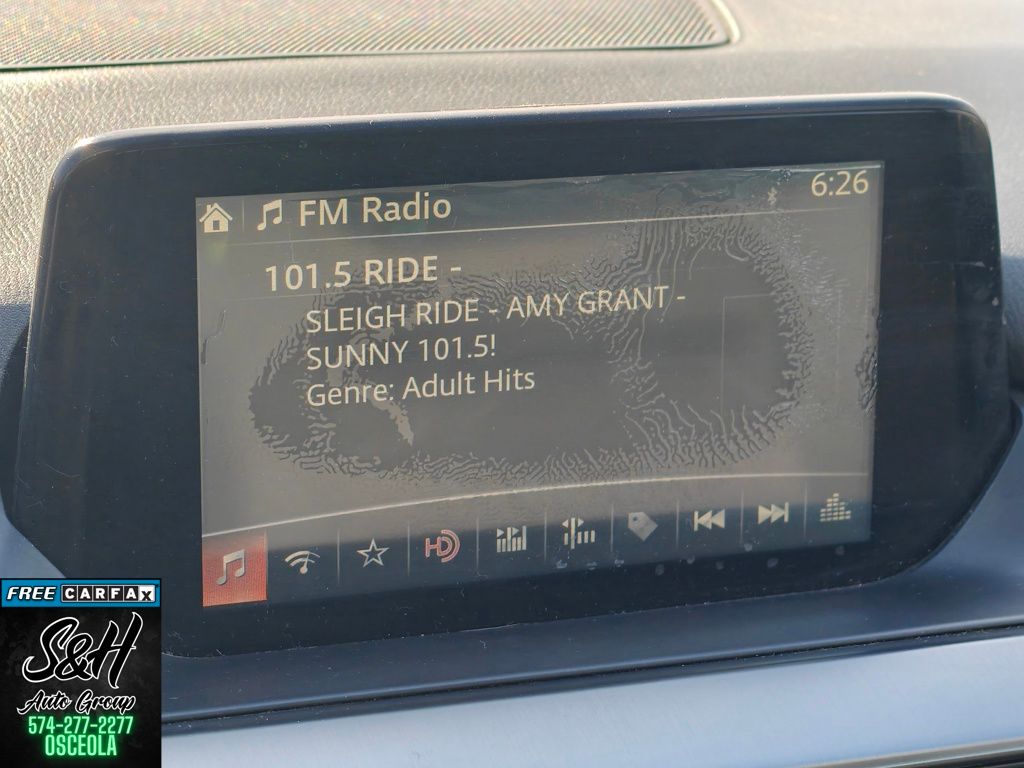 FM Radio
6:26
101.5 RIDE -
SLEIGH RIDE - AMY GRANT -
SUNNY 101.5!
Genre: Adult Hits
HD
FREE CARFAX
S&H
Auto Group
574-277-2277
OSCEOLA